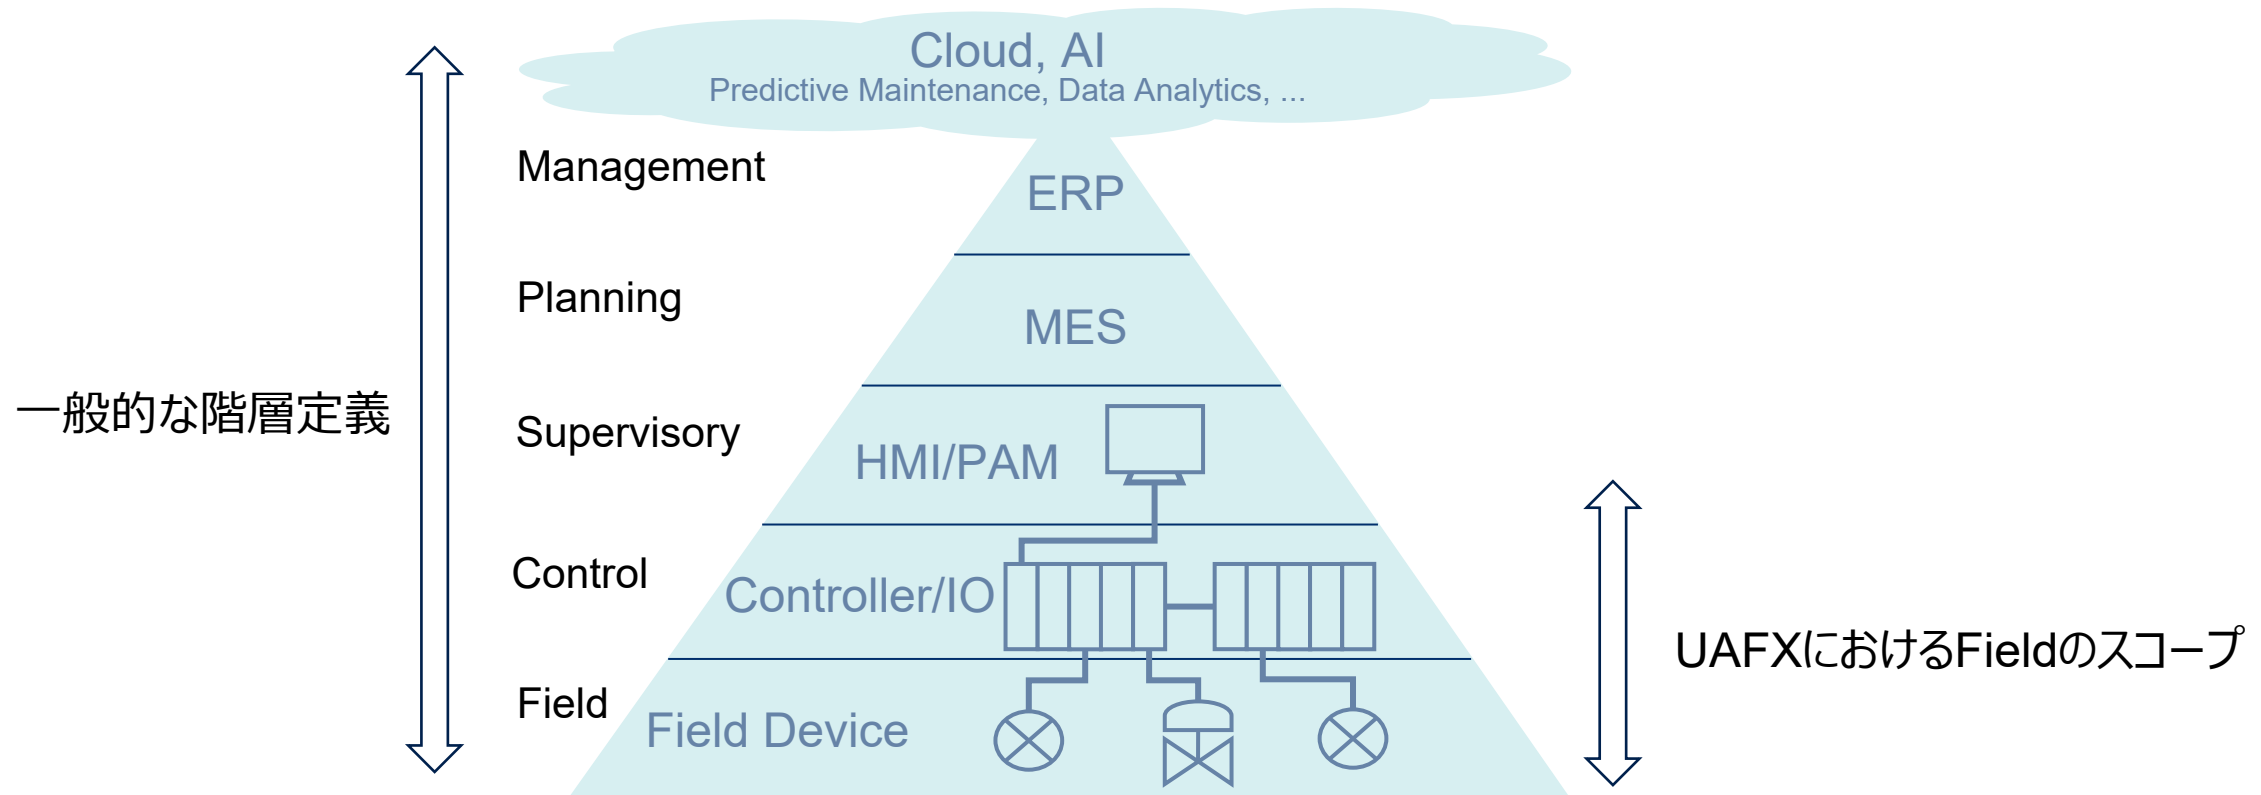 Cloud, AI
Predictive Maintenance, Data Analytics, ...
Management
ERP
Planning
MES
一般的な階層定義
Supervisory
HMI/PAM
Control
Controller/IO
UAFXにおけるFieldのスコープ
Field
Field Device